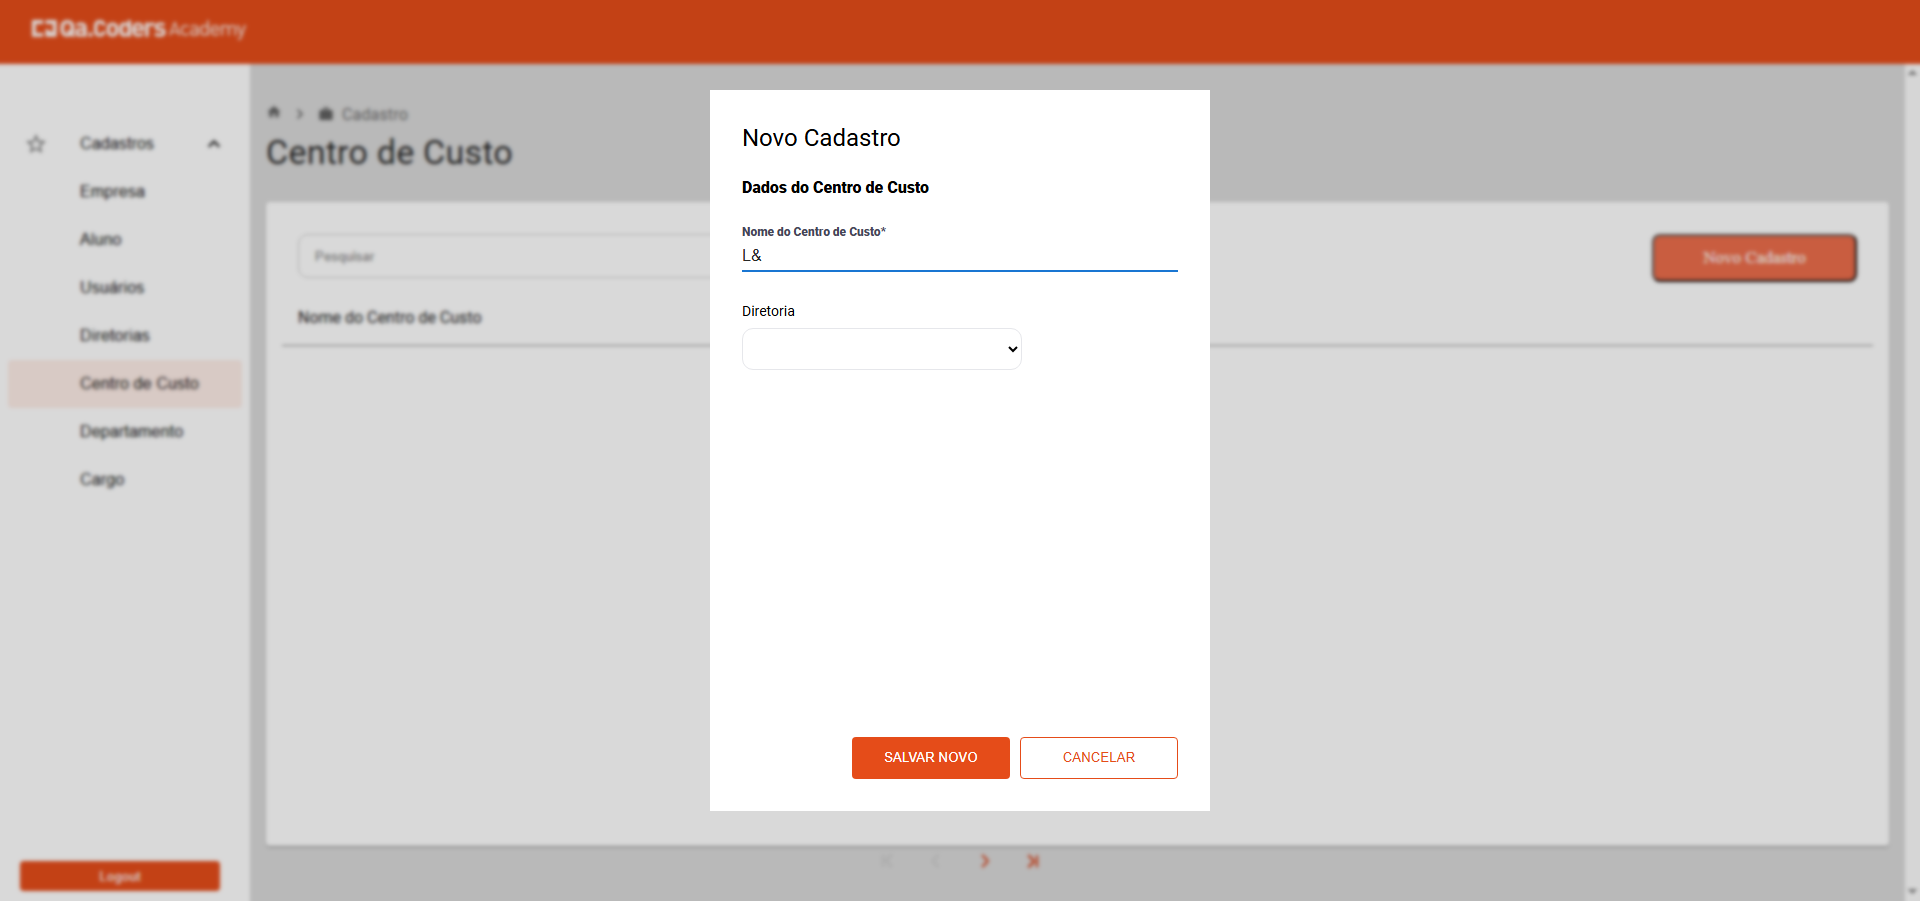 Qa.Coders Academy
Cadastros
Empresa
Aluno
Usuários
Diretorias
Centro de Custo
Departamento
Cargo
Logout
Cadastro
Centro de Custo
Pesquisar
Novo Cadastro
Nome do Centro de Custo
Novo Cadastro
Dados do Centro de Custo
Nome do Centro de Custo*
L&
Diretoria
SALVAR NOVO
CANCELAR